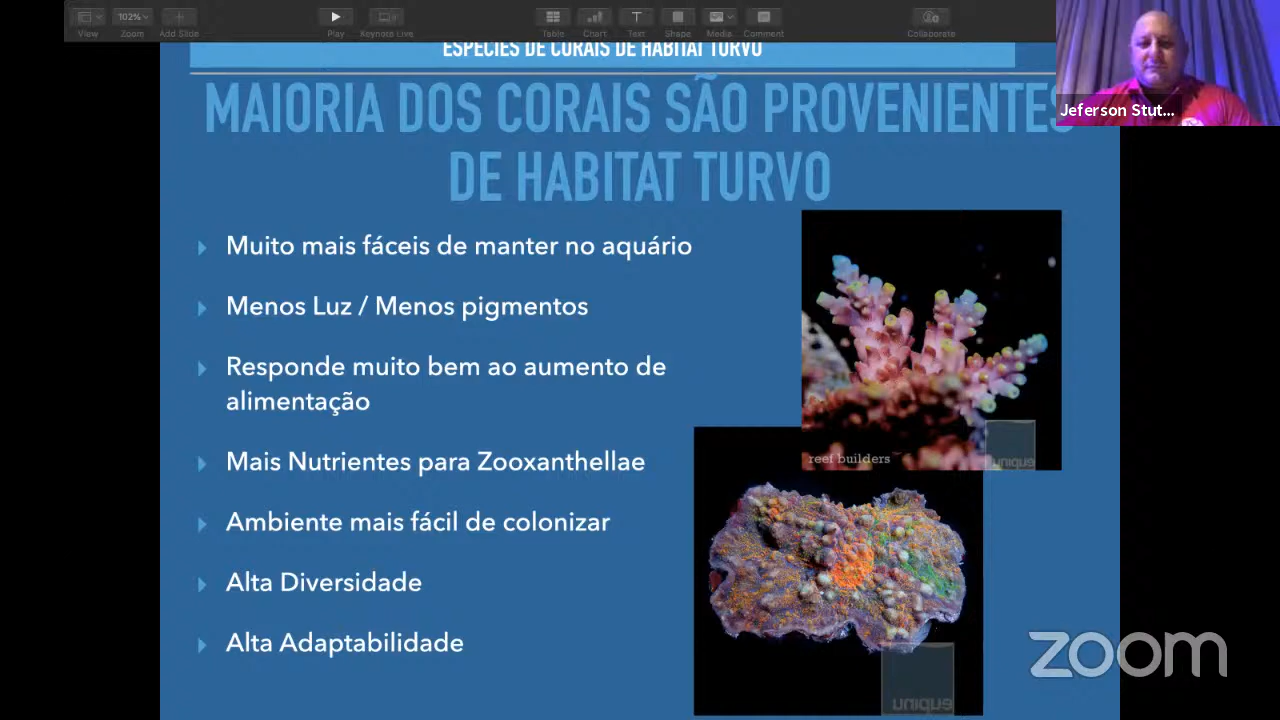 102%
View
Zoom
Add Slide
Play
Keynote Live
Table
Chart
Text
Shape
Media
Comment
Collaborate
Jeferson Stut...
ESPÉCIES DE CORAIS DE HABITAT TURVO
MAIORIA DOS CORAIS SÃO PROVENIENTES
DE HABITAT TURVO
Muito mais fáceis de manter no aquário
Menos Luz / Menos pigmentos
Responde muito bem ao aumento de
alimentação
Mais Nutrientes para Zooxanthellae
Ambiente mais fácil de colonizar
Alta Diversidade
Alta Adaptabilidade
reef builders
zoom